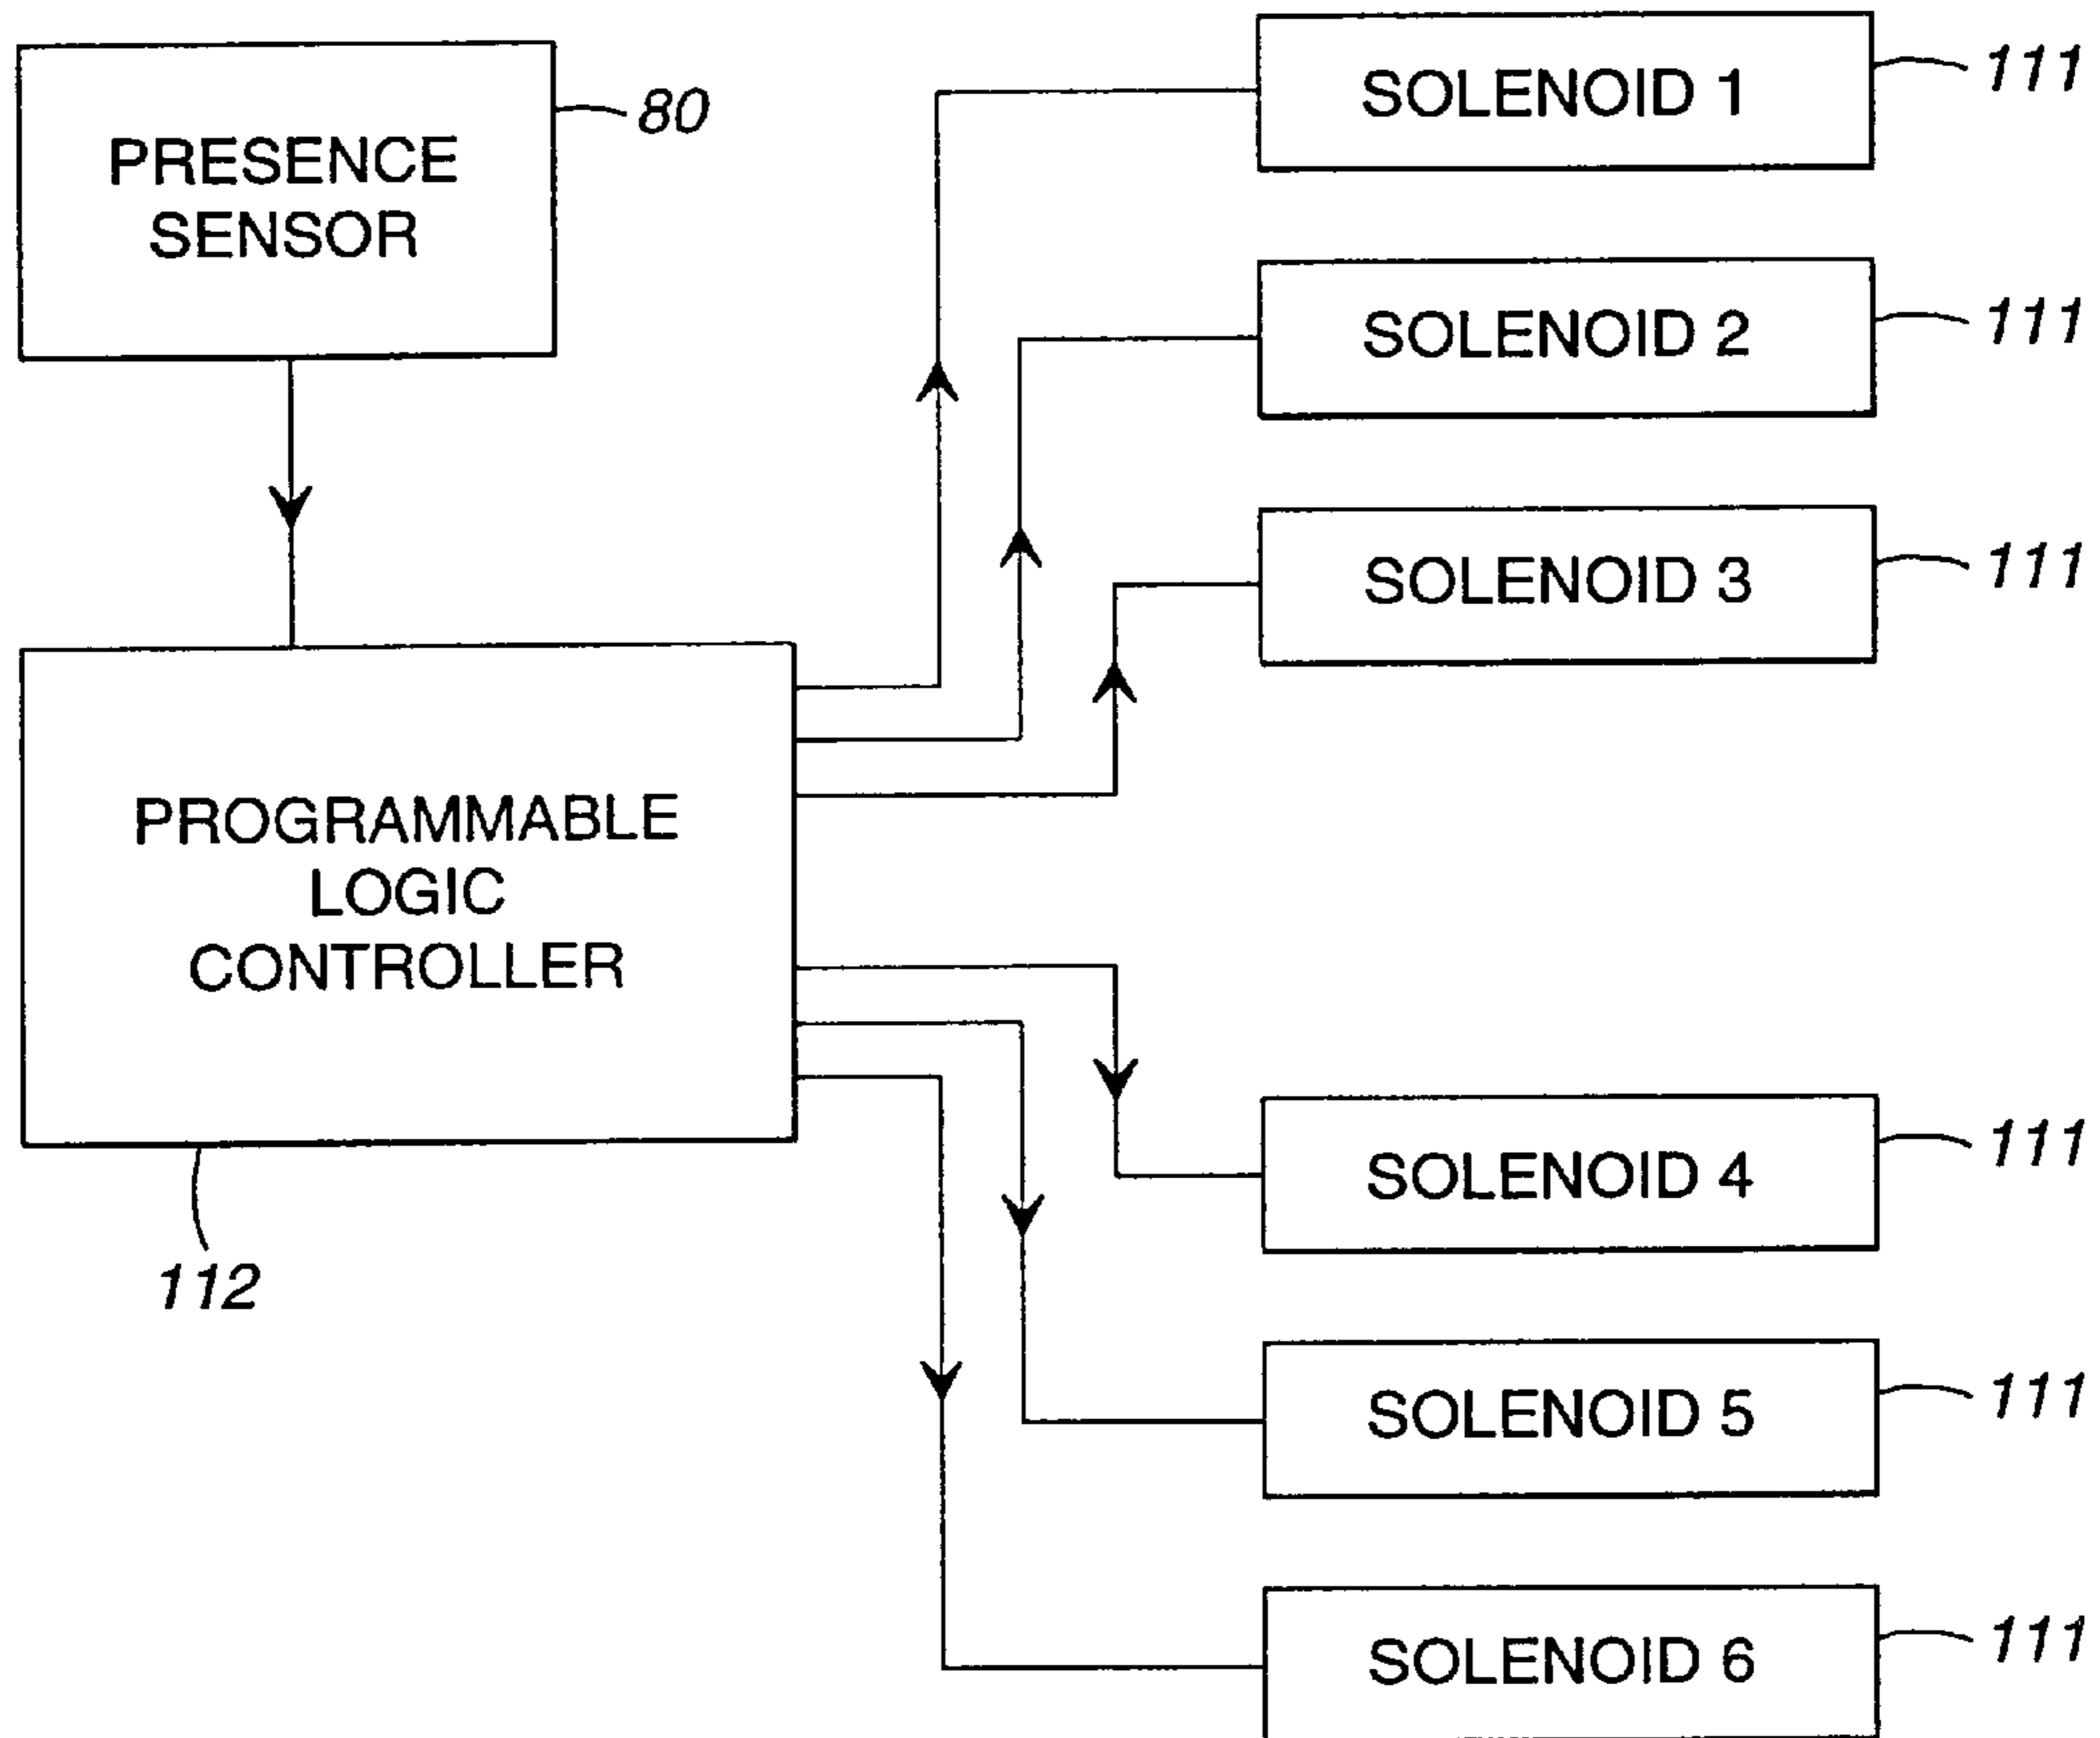 PRESENCE
SENSOR
80
PROGRAMMABLE
LOGIC
CONTROLLER
112
SOLENOID 1
111
SOLENOID 2
111
SOLENOID 3
111
SOLENOID 4
111
SOLENOID 5
111
SOLENOID 6
111